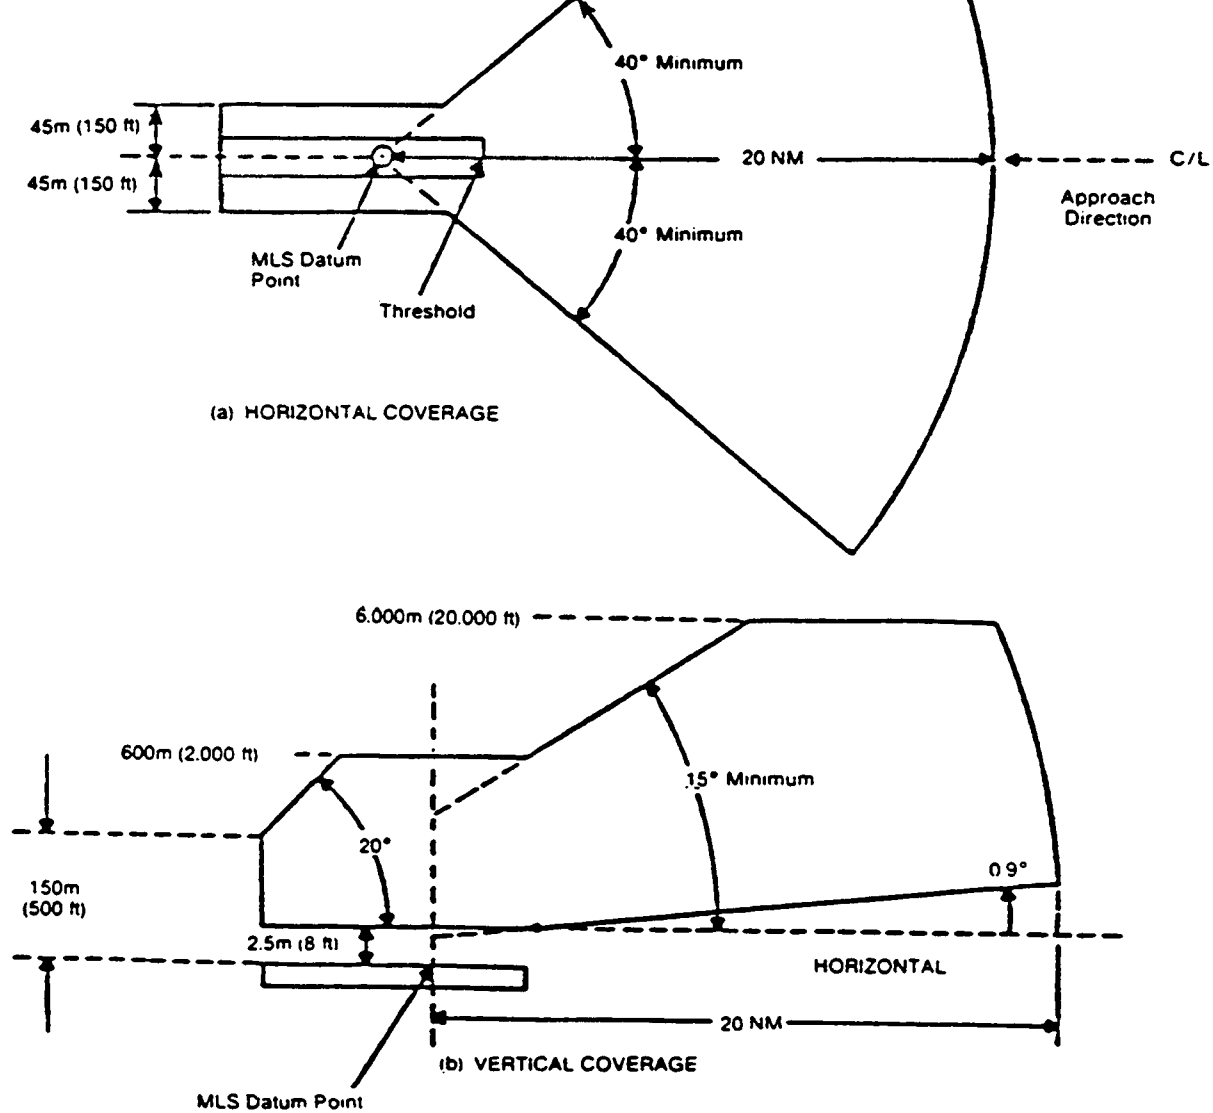 40° Minimum
45m (150 ft)
20 NM
C/L
45m (150 ft)
Approach
Direction
40° Minimum
MLS Datum
Point
Threshold
(a) HORIZONTAL COVERAGE
6.000m (20.000 ft)
600m (2.000 ft)
15° Minimum
20°
0 9°
150m
(500 ft)
2.5m (8 ft)
HORIZONTAL
20 NM
(b) VERTICAL COVERAGE
MLS Datum Point